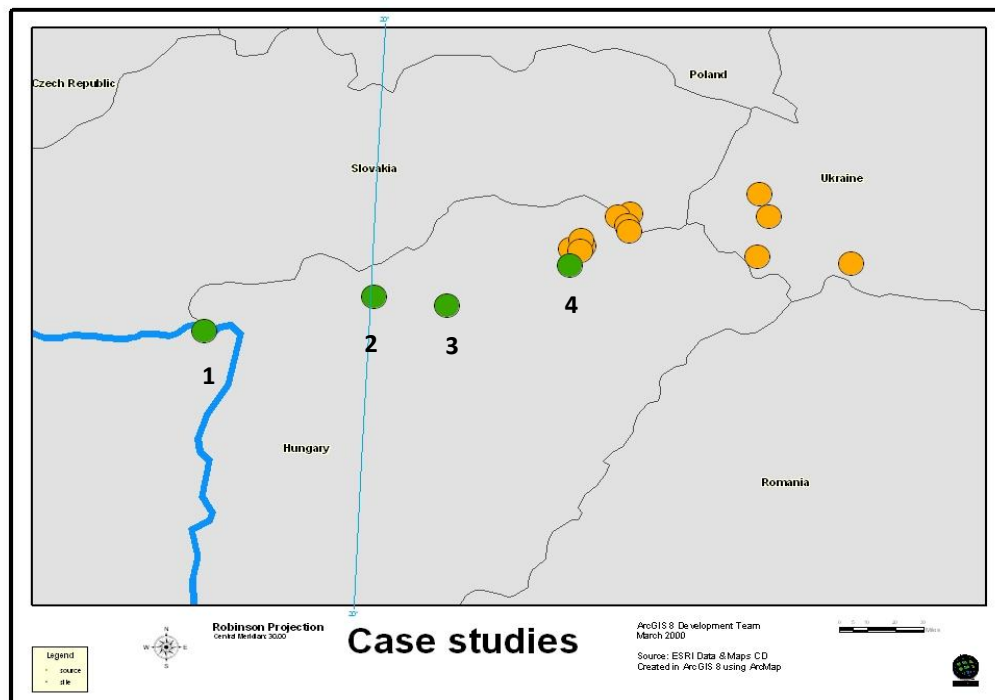 20°
Czech Republic
Poland
Slovakia
Ukraine
4
2
3
1
Hungary
Romania
20°
N
W
E
S
Robinson Projection
Central Meridian: 30.00
Case studies
ArcGIS 8 Development Team
March 2000
Source: ESRI Data & Maps CD
Created in ArcGIS 8 using ArcMap
Legend
source
site